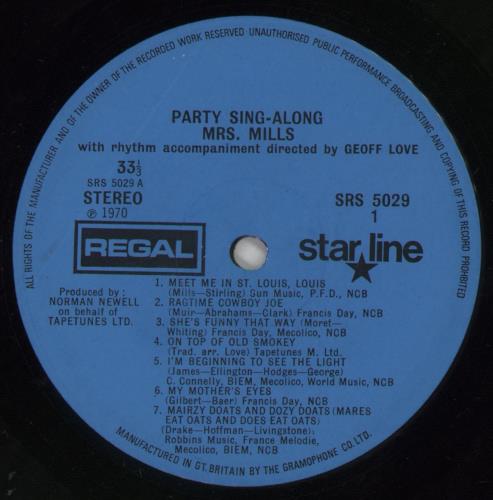 ALL RIGHTS OF THE MANUFACTURER AND OF THE OWNER OF THE RECORDED WORK RESERVED UNAUTHORISED PUBLIC PERFORMANCE BROADCASTING AND COPYING OF THIS RECORD PROHIBITED
PARTY SING-ALONG
MRS. MILLS
with rhythm accompaniment directed by GEOFF LOVE
33⅓
SRS 5029 A
STEREO
℗ 1970
SRS 5029
1
REGAL
star line
Produced by:
NORMAN NEWELL
on behalf of
TAPETUNES LTD.
1. MEET ME IN ST. LOUIS, LOUIS
(Mills—Stirling) Sun Music, P.F.D., NCB
2. RAGTIME COWBOY JOE
(Muir—Abrahams—Clark) Francis Day, NCB
3. SHE'S FUNNY THAT WAY (Moret—
Whiting) Francis Day, Mecolico, NCB
4. ON TOP OF OLD SMOKEY
(Trad. arr. Love) Tapetunes M. Ltd.
5. I'M BEGINNING TO SEE THE LIGHT
(James—Ellington—Hodges—George)
C. Connelly, BIEM, Mecolico, World Music, NCB
6. MY MOTHER'S EYES
(Gilbert—Baer) Francis Day, NCB
7. MAIRZY DOATS AND DOZY DOATS (MARES
EAT OATS AND DOES EAT OATS)
(Drake—Hoffman—Livingstone);
Robbins Music, France Melodie,
Mecolico, BIEM, NCB
MANUFACTURED IN GT. BRITAIN BY THE GRAMOPHONE CO. LTD.